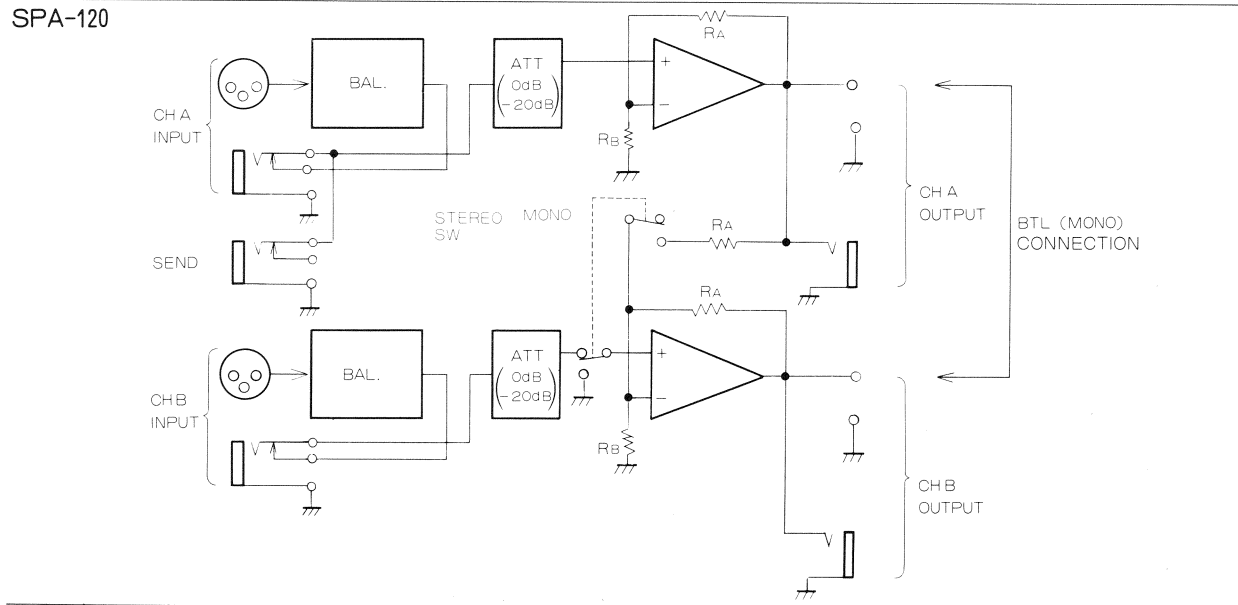 SPA-120
RA
BAL.
ATT
(0dB
-20dB)
+
−
CH A
INPUT
RB
CH A
OUTPUT
STEREO MONO
SW
RA
BTL (MONO)
CONNECTION
SEND
RA
BAL.
ATT
(0dB
-20dB)
+
−
CH B
INPUT
RB
CH B
OUTPUT